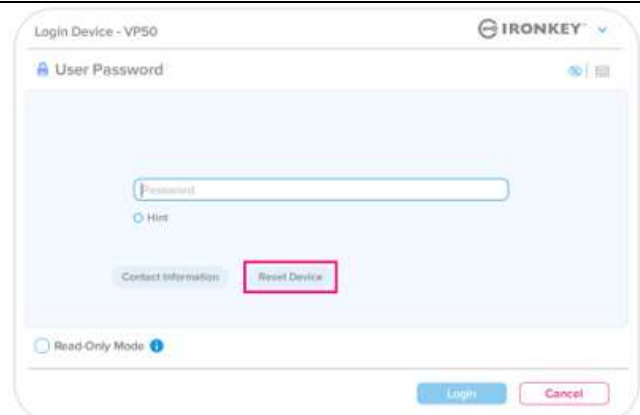 Login Device - VP50
IRONKEY
User Password
Password
Hint
Contact Information
Reset Device
Read-Only Mode
Login
Cancel